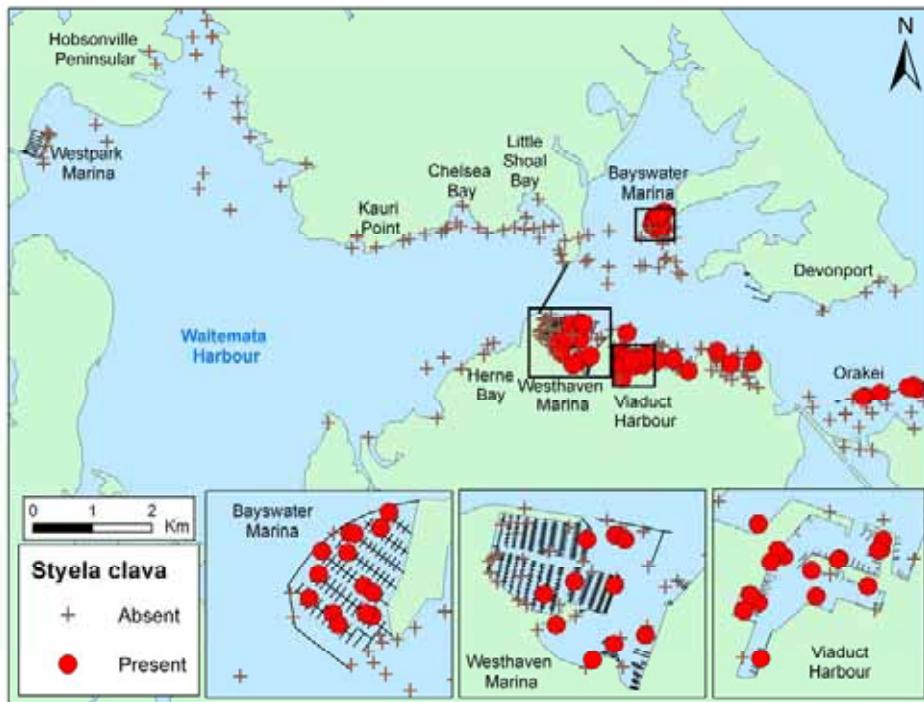 Hobsonville
Peninsular
N
Westpark
Marina
Little
Shoal
Bay
Chelsea
Bay
Bayswater
Marina
Kauri
Point
Devonport
Waitemata
Harbour
Orakei
Herne
Bay
Westhaven
Marina
Viaduct
Harbour
0 1 2
Km
Styela clava
Absent
Present
Bayswater
Marina
Westhaven
Marina
Viaduct
Harbour